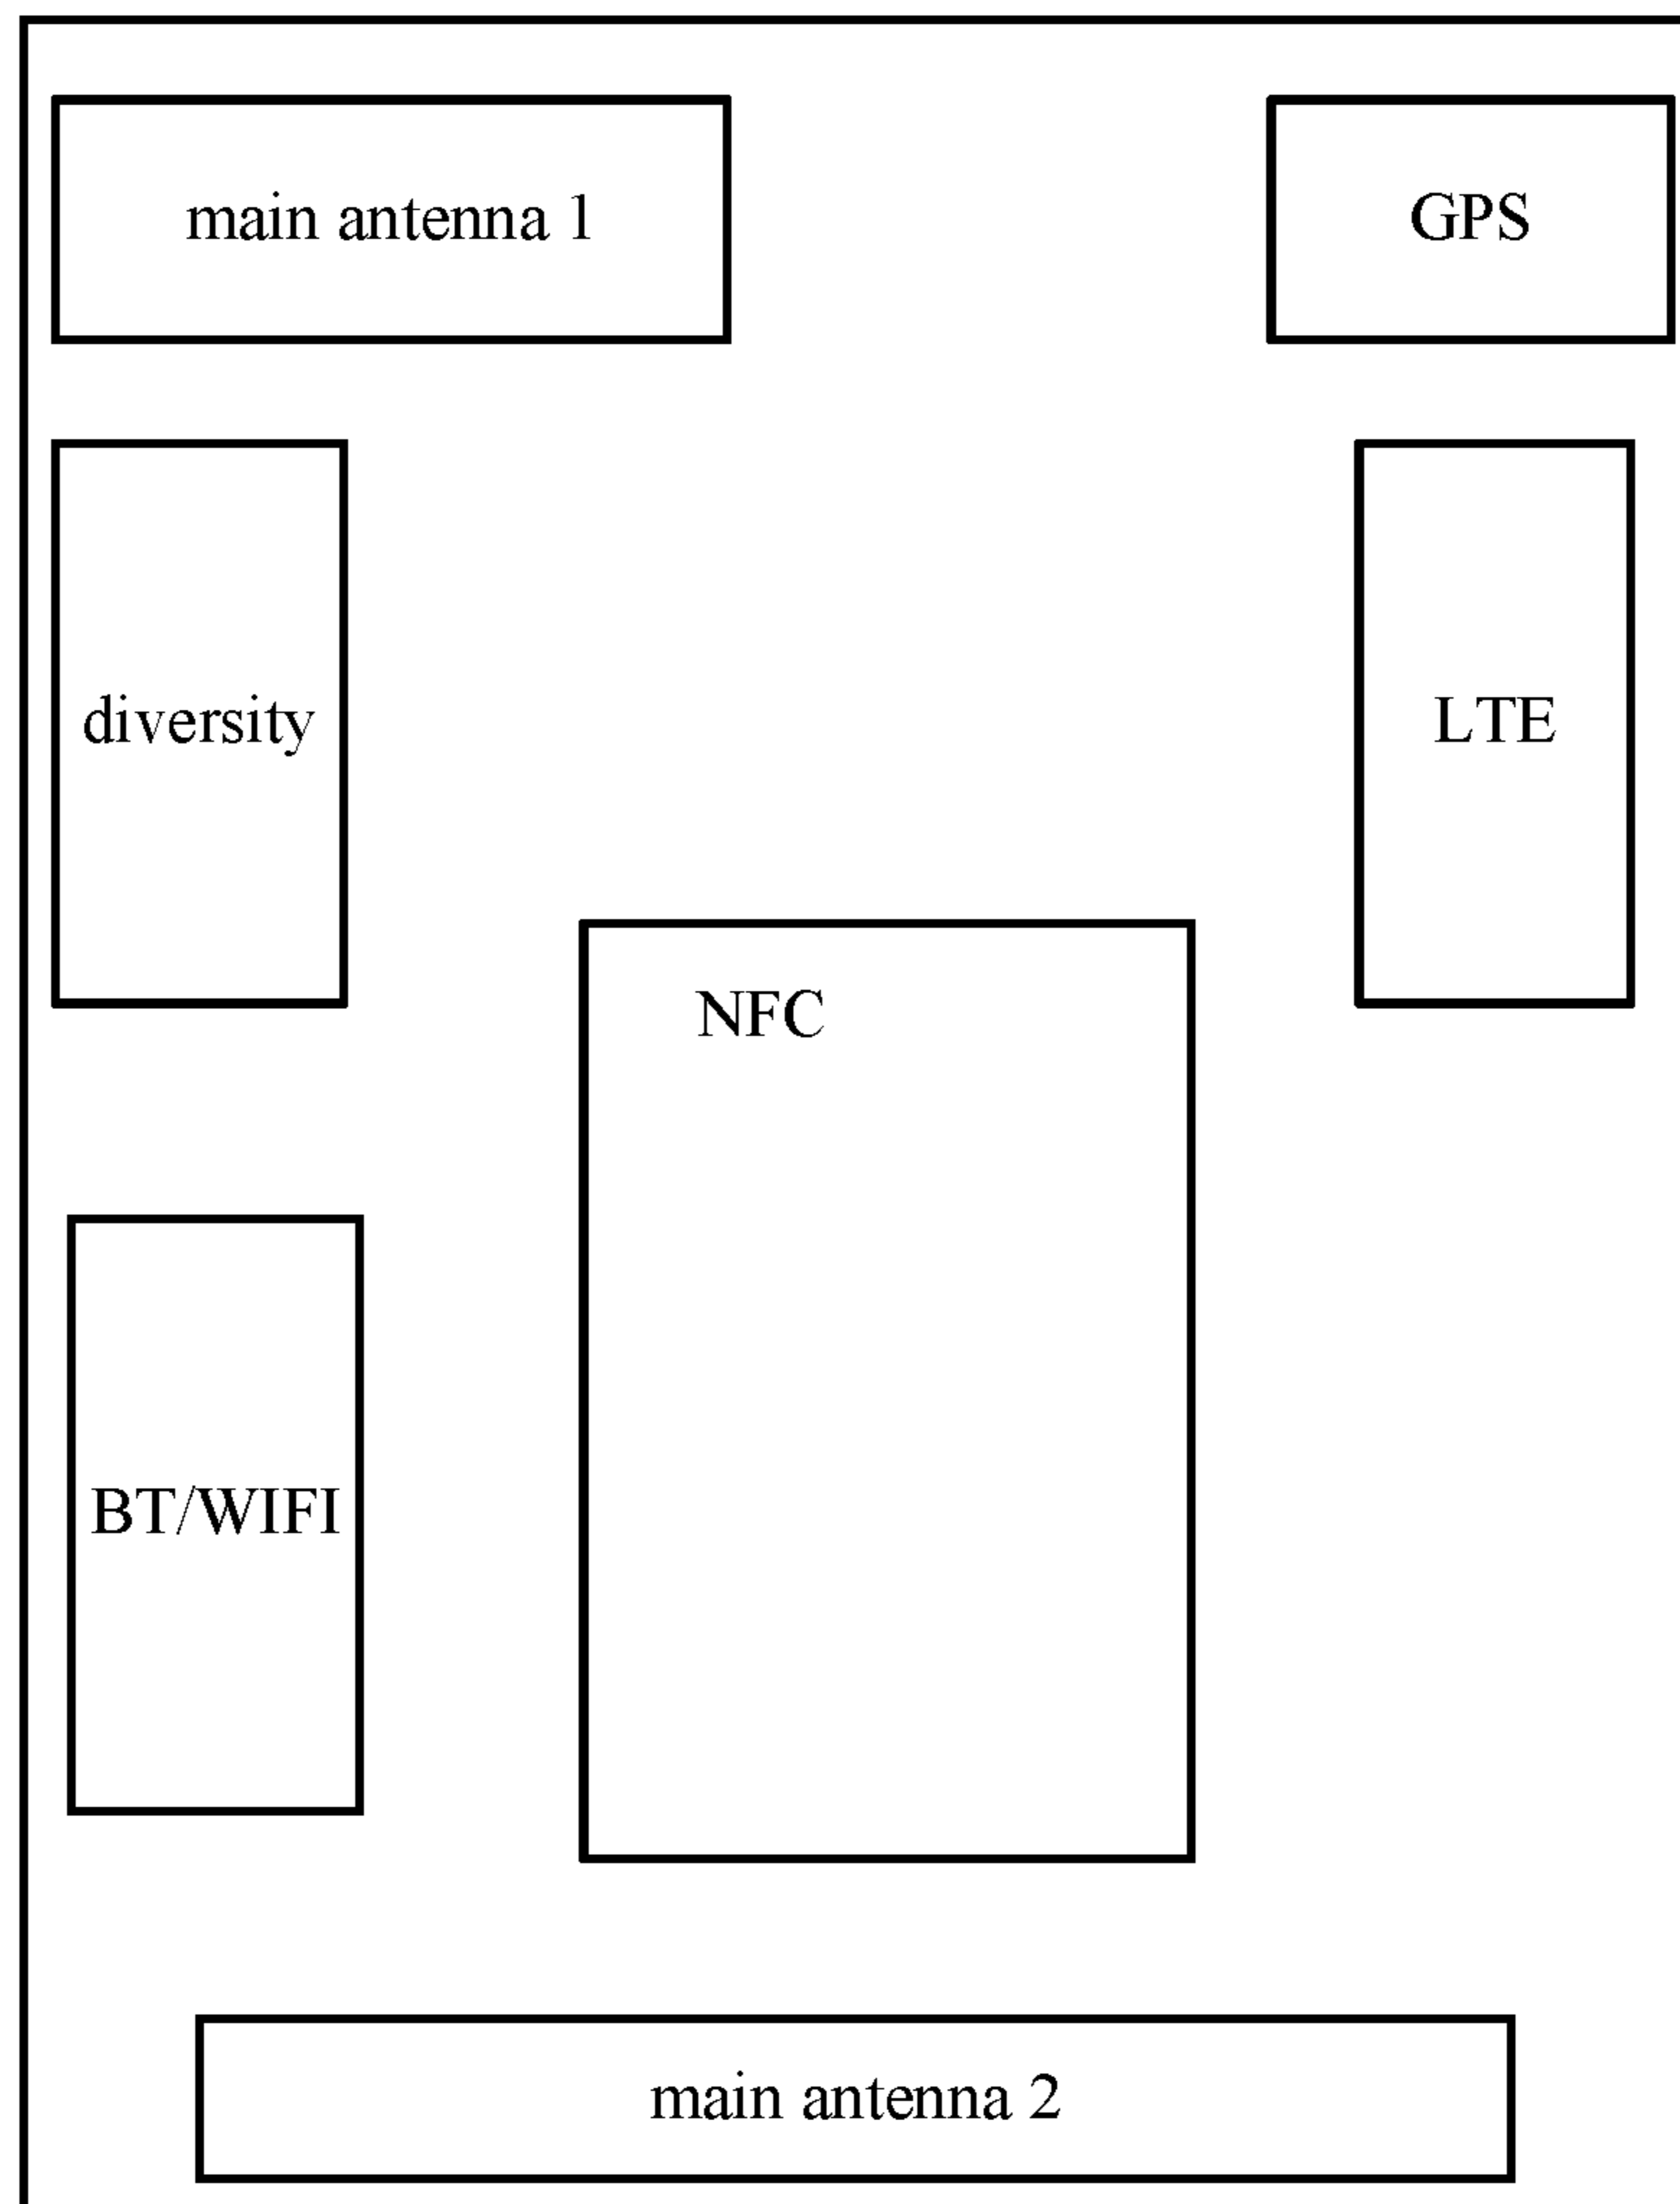 main antenna 1
GPS
diversity
LTE
NFC
BT/WIFI
main antenna 2